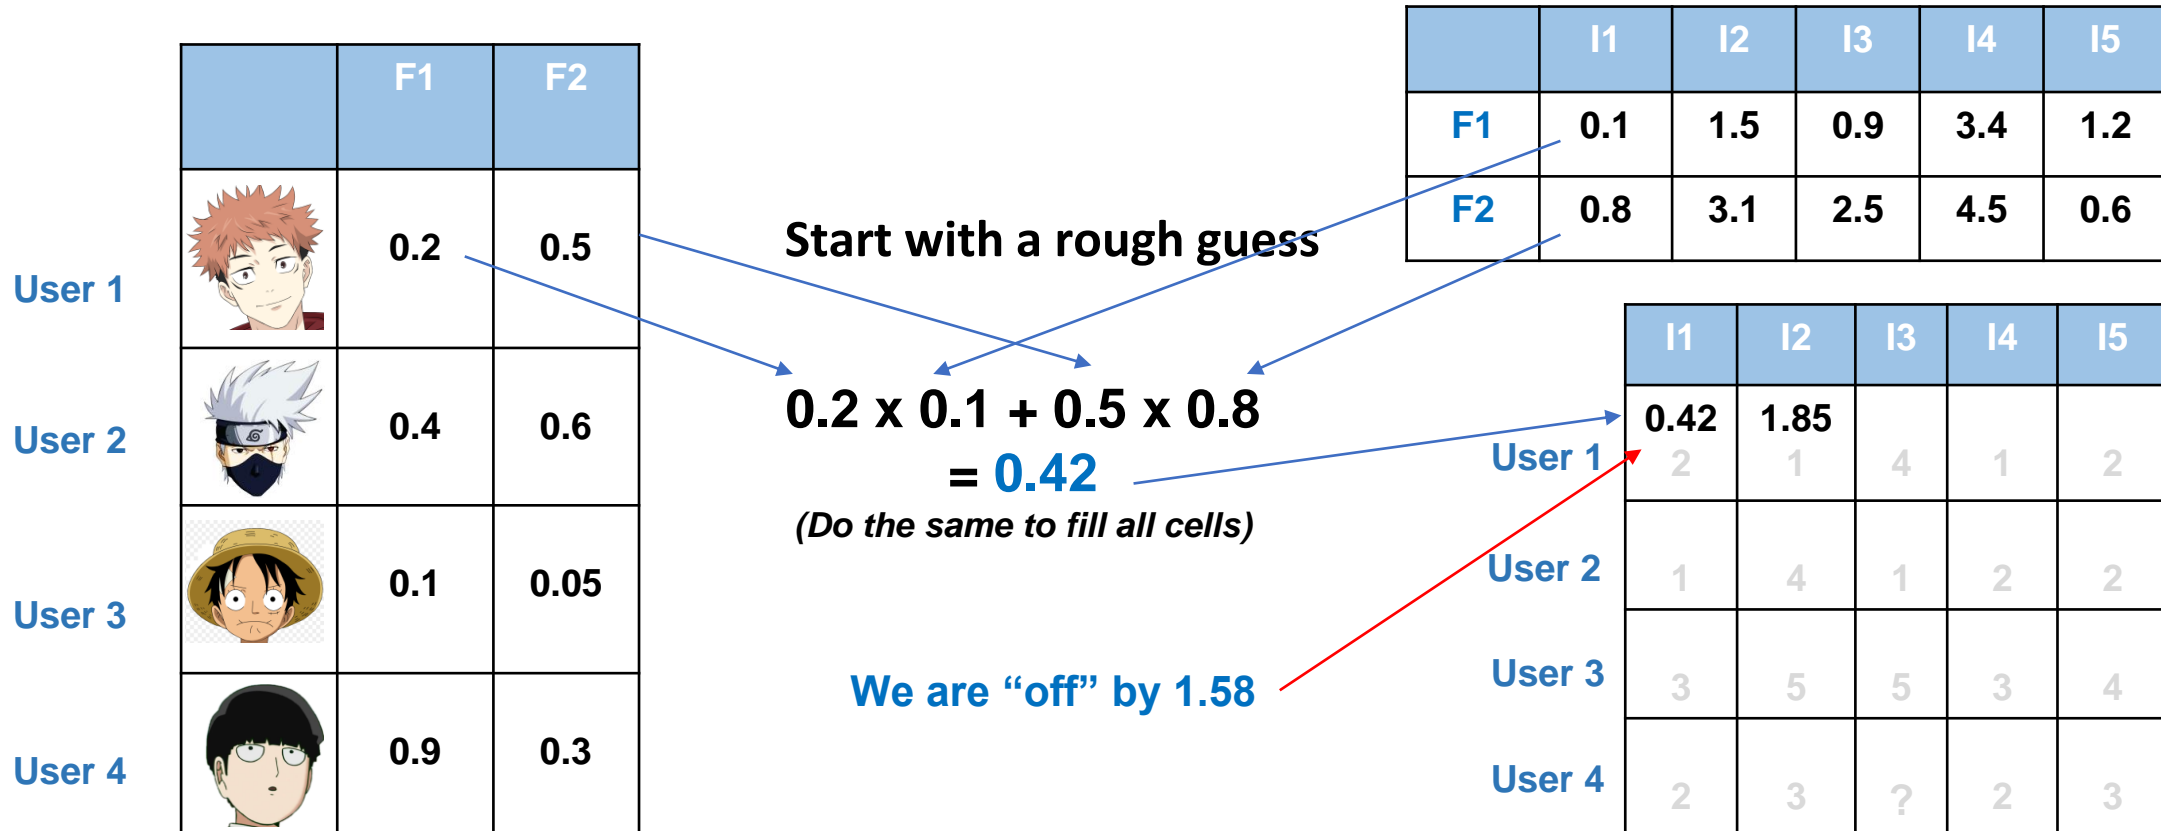 F1 F2
User 1 0.2 0.5
User 2 0.4 0.6
User 3 0.1 0.05
User 4 0.9 0.3
Start with a rough guess
0.2 x 0.1 + 0.5 x 0.8
= 0.42
(Do the same to fill all cells)
We are “off” by 1.58
I1 I2 I3 I4 I5
F1 0.1 1.5 0.9 3.4 1.2
F2 0.8 3.1 2.5 4.5 0.6
I1 I2 I3 I4 I5
0.42 1.85
User 1 2 1 4 1 2
User 2 1 4 1 2 2
User 3 3 5 5 3 4
User 4 2 3 ? 2 3